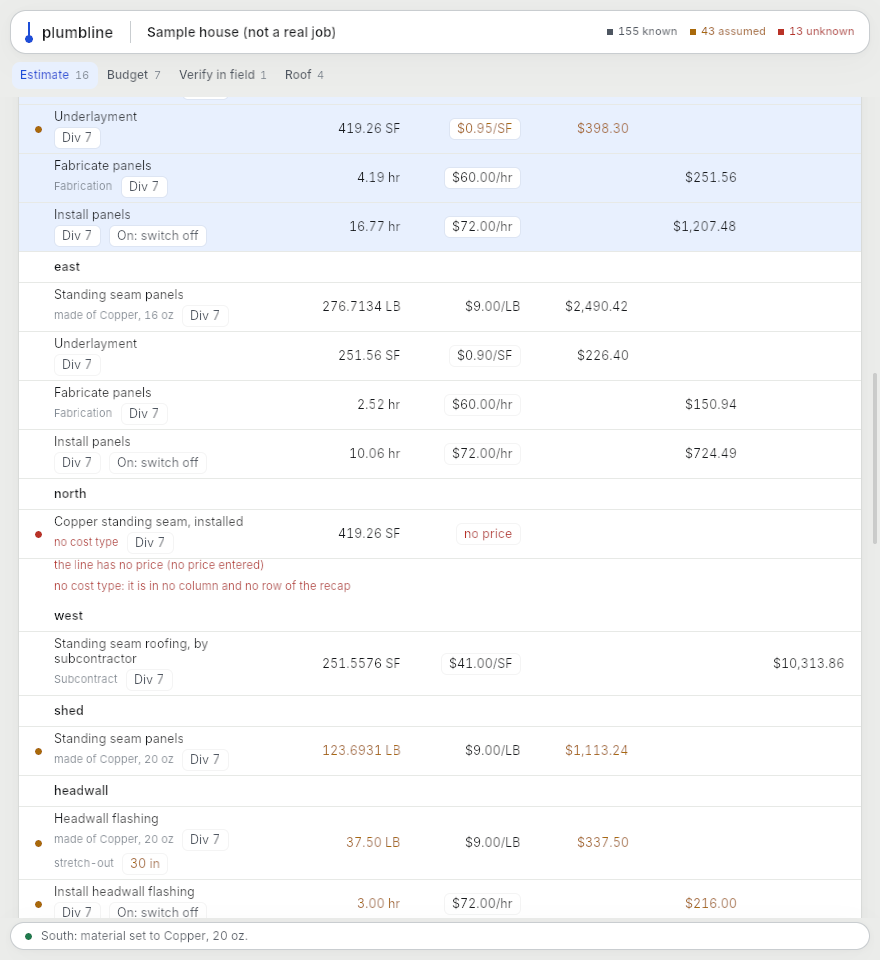 plumbline
Sample house (not a real job)
155 known
43 assumed
13 unknown
Estimate 16
Budget 7
Verify in field 1
Roof 4
Underlayment
Div 7
419.26 SF
$0.95/SF
$398.30
Fabricate panels
Fabrication Div 7
4.19 hr
$60.00/hr
$251.56
Install panels
Div 7 On: switch off
16.77 hr
$72.00/hr
$1,207.48
east
Standing seam panels
made of Copper, 16 oz Div 7
276.7134 LB
$9.00/LB
$2,490.42
Underlayment
Div 7
251.56 SF
$0.90/SF
$226.40
Fabricate panels
Fabrication Div 7
2.52 hr
$60.00/hr
$150.94
Install panels
Div 7 On: switch off
10.06 hr
$72.00/hr
$724.49
north
Copper standing seam, installed
no cost type Div 7
419.26 SF
no price
the line has no price (no price entered)
no cost type: it is in no column and no row of the recap
west
Standing seam roofing, by
subcontractor
Subcontract Div 7
251.5576 SF
$41.00/SF
$10,313.86
shed
Standing seam panels
made of Copper, 20 oz Div 7
123.6931 LB
$9.00/LB
$1,113.24
headwall
Headwall flashing
made of Copper, 20 oz Div 7
stretch-out 30 in
37.50 LB
$9.00/LB
$337.50
Install headwall flashing
Div 7 On: switch off
3.00 hr
$72.00/hr
$216.00
South: material set to Copper, 20 oz.